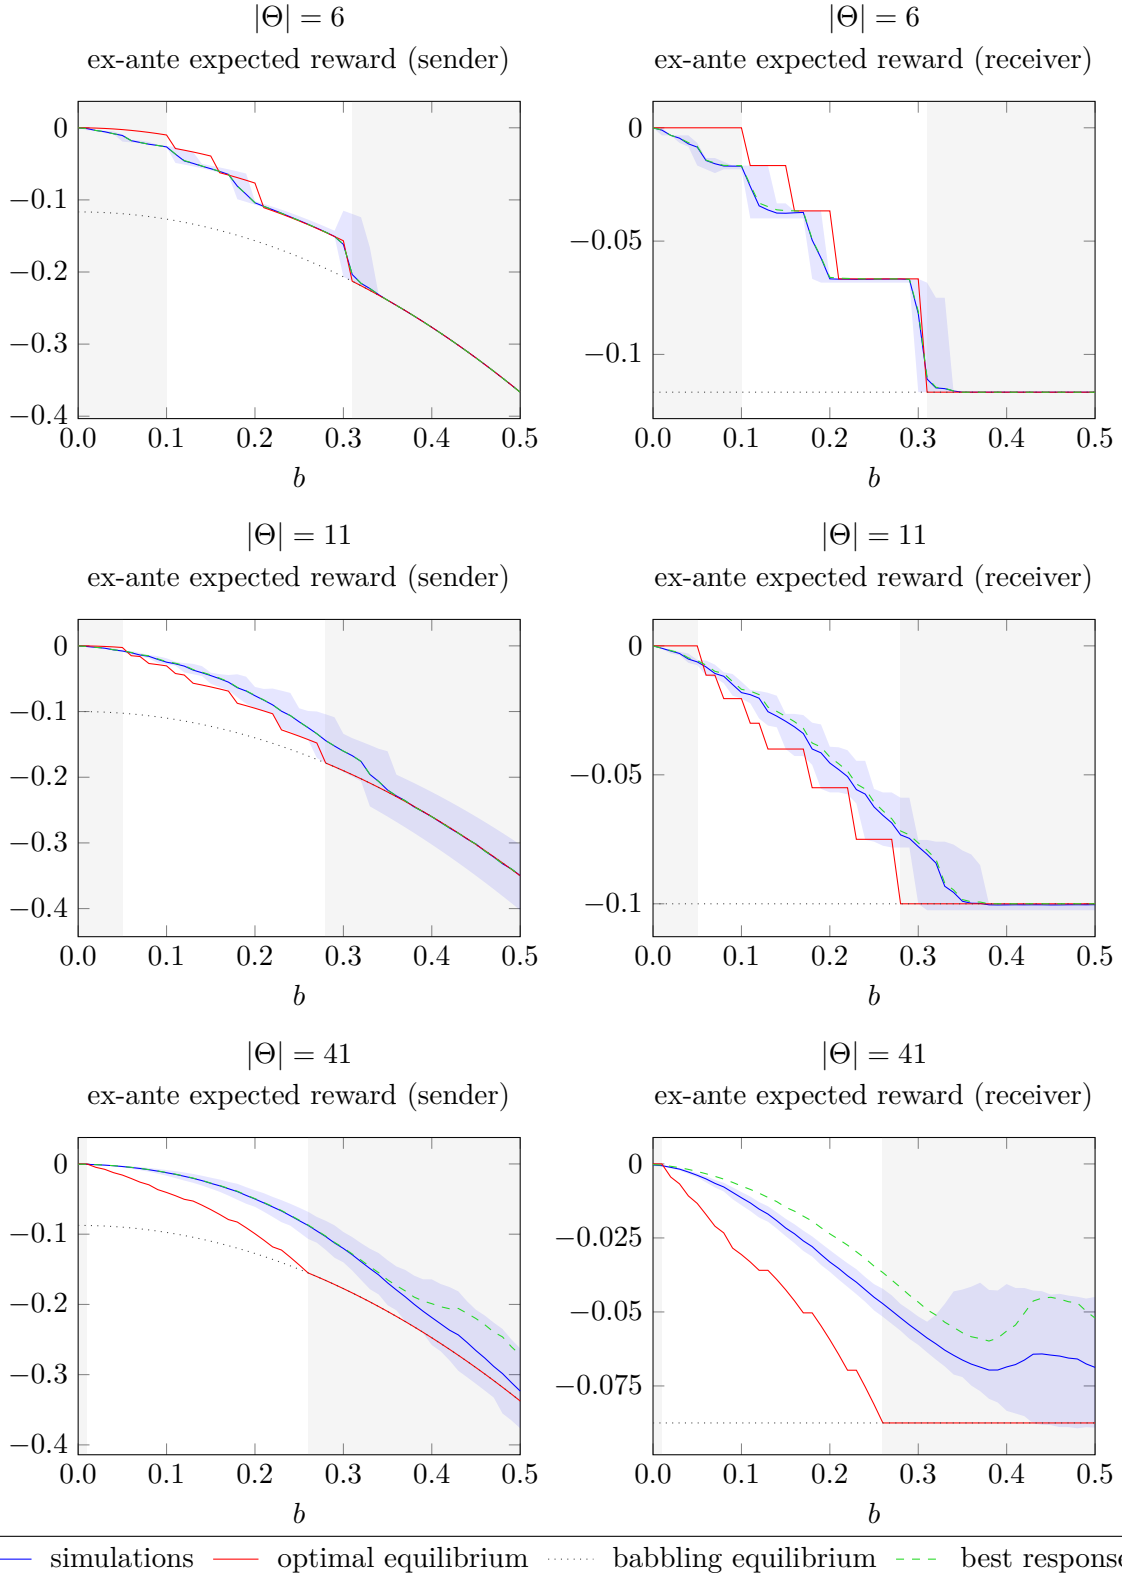 |Θ| = 6
ex-ante expected reward (sender)
0
−0.1
−0.2
−0.3
−0.4
0.0 0.1 0.2 0.3 0.4 0.5
b
|Θ| = 6
ex-ante expected reward (receiver)
0
−0.05
−0.1
0.0 0.1 0.2 0.3 0.4 0.5
b
|Θ| = 11
ex-ante expected reward (sender)
0
−0.1
−0.2
−0.3
−0.4
0.0 0.1 0.2 0.3 0.4 0.5
b
|Θ| = 11
ex-ante expected reward (receiver)
0
−0.05
−0.1
0.0 0.1 0.2 0.3 0.4 0.5
b
|Θ| = 41
ex-ante expected reward (sender)
0
−0.1
−0.2
−0.3
−0.4
0.0 0.1 0.2 0.3 0.4 0.5
b
|Θ| = 41
ex-ante expected reward (receiver)
0
−0.025
−0.05
−0.075
0.0 0.1 0.2 0.3 0.4 0.5
b
simulations optimal equilibrium babbling equilibrium best response